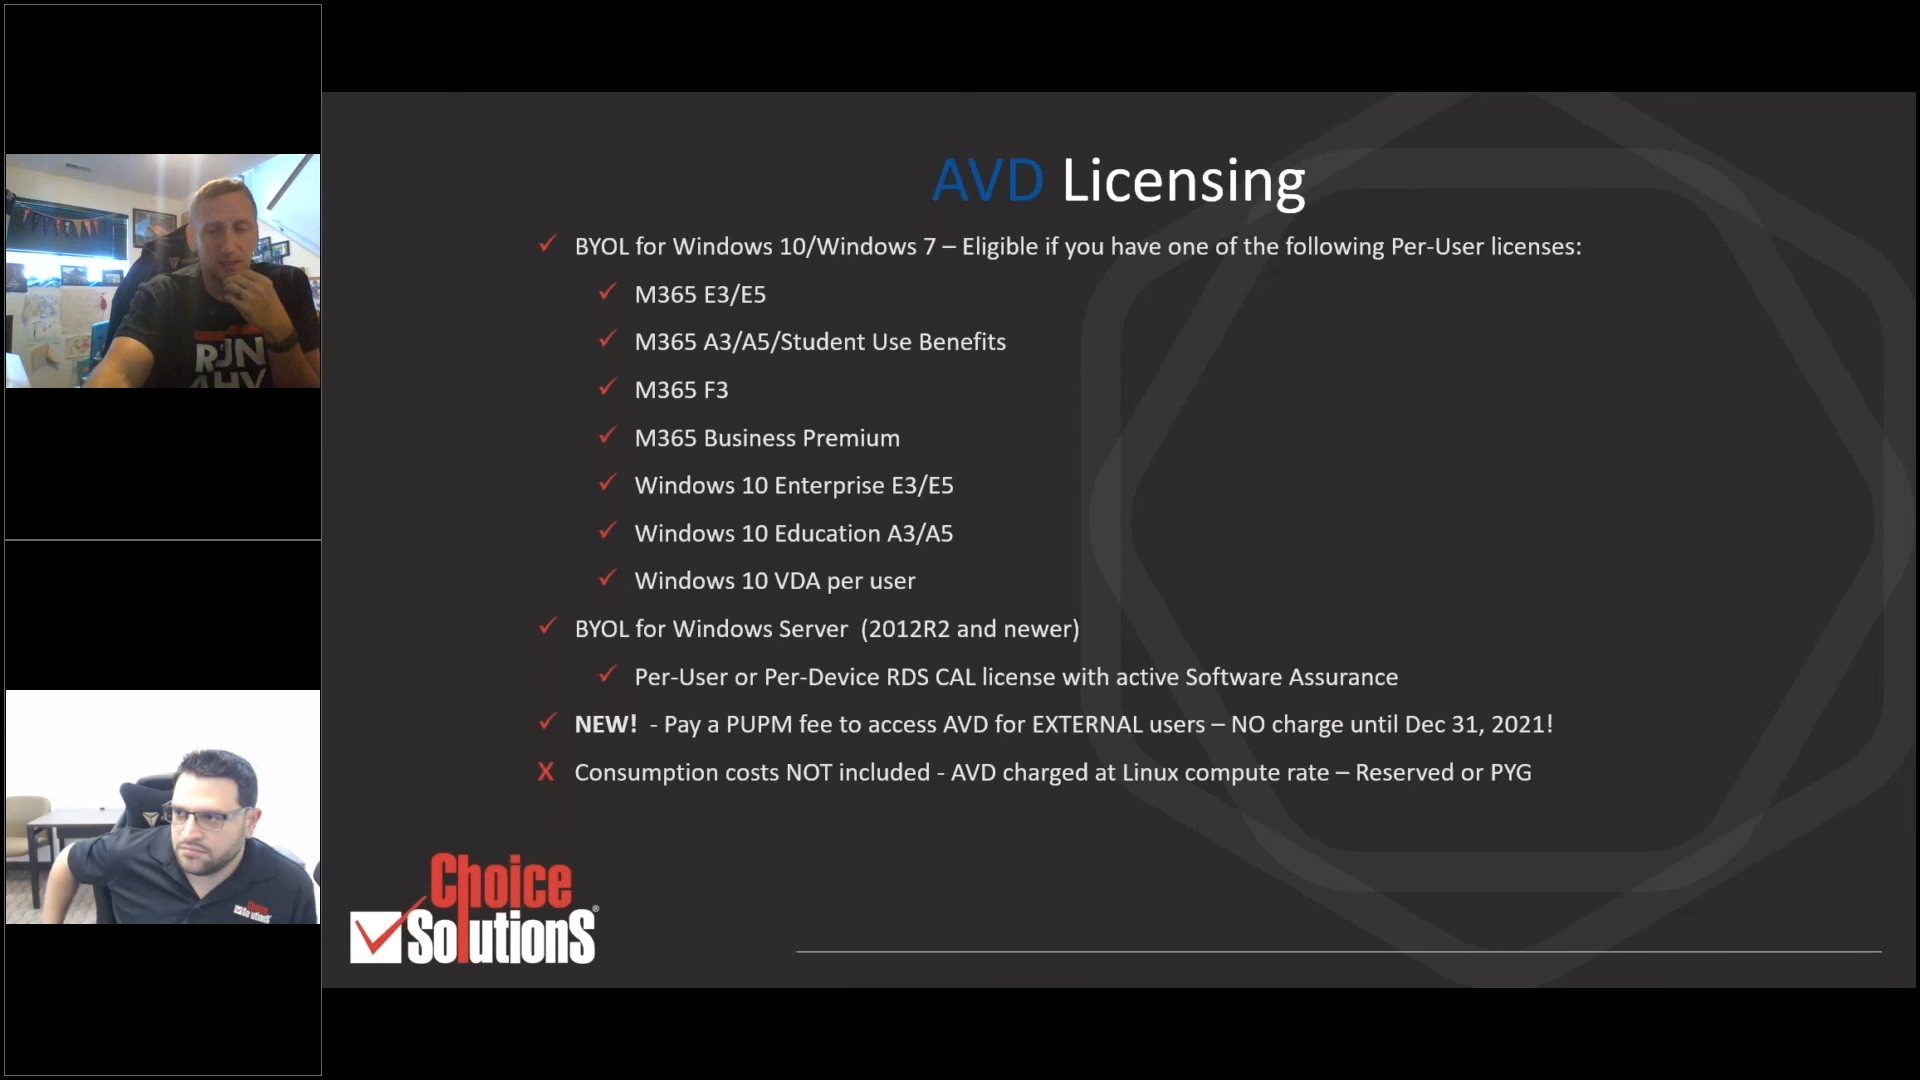 AVD Licensing
BYOL for Windows 10/Windows 7 – Eligible if you have one of the following Per-User licenses:
M365 E3/E5
M365 A3/A5/Student Use Benefits
M365 F3
M365 Business Premium
Windows 10 Enterprise E3/E5
Windows 10 Education A3/A5
Windows 10 VDA per user
BYOL for Windows Server (2012R2 and newer)
Per-User or Per-Device RDS CAL license with active Software Assurance
NEW! - Pay a PUPM fee to access AVD for EXTERNAL users – NO charge until Dec 31, 2021!
X Consumption costs NOT included - AVD charged at Linux compute rate – Reserved or PYG
Choice
Solutions®
RUN
AHV
Choice
Solutions